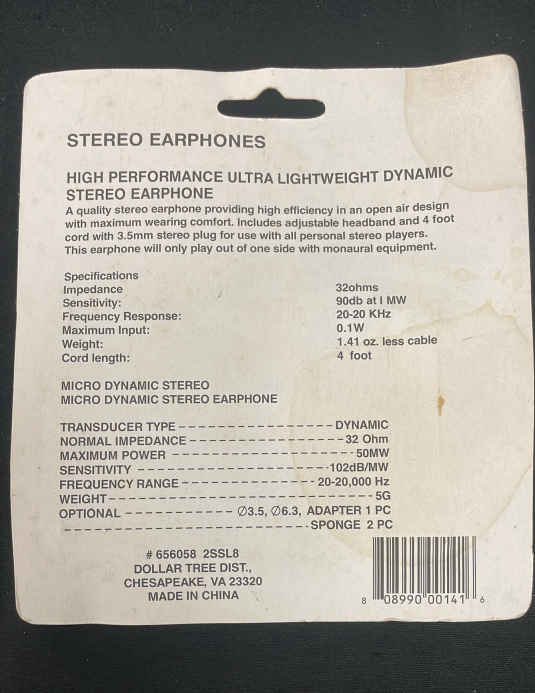 STEREO EARPHONES
HIGH PERFORMANCE ULTRA LIGHTWEIGHT DYNAMIC
STEREO EARPHONE
A quality stereo earphone providing high efficiency in an open air design
with maximum wearing comfort. Includes adjustable headband and 4 foot
cord with 3.5mm stereo plug for use with all personal stereo players.
This earphone will only play out of one side with monaural equipment.
Specifications
Impedance 32ohms
Sensitivity: 90db at I MW
Frequency Response: 20-20 KHz
Maximum Input: 0.1W
Weight: 1.41 oz. less cable
Cord length: 4 foot
MICRO DYNAMIC STEREO
MICRO DYNAMIC STEREO EARPHONE
TRANSDUCER TYPE - - - - - - - - - - - - - - - - - DYNAMIC
NORMAL IMPEDANCE - - - - - - - - - - - - - - - - 32 Ohm
MAXIMUM POWER - - - - - - - - - - - - - - - - - - - 50MW
SENSITIVITY - - - - - - - - - - - - - - - - - - - - 102dB/MW
FREQUENCY RANGE - - - - - - - - - - - - - - 20-20,000 Hz
WEIGHT - - - - - - - - - - - - - - - - - - - - - - - - - - - 5G
OPTIONAL - - - - - - - - - - - ∅3.5, ∅6.3, ADAPTER 1 PC
- - - - - - - - - - - - - - - - - - - - - - - - - SPONGE 2 PC
# 656058 2SSL8
DOLLAR TREE DIST.,
CHESAPEAKE, VA 23320
MADE IN CHINA
8 08990 00141 6